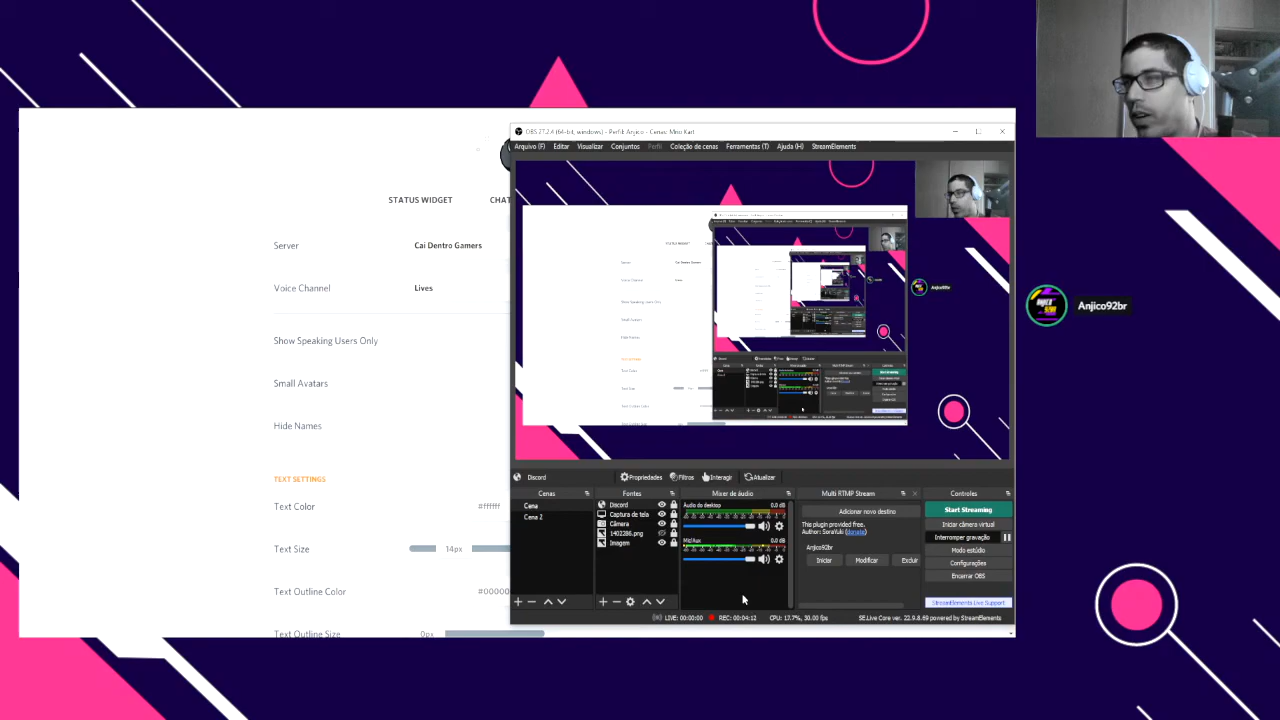 OBS 27.2.4 (64-bit, windows) - Perfil: Anjico - Cenas: Miro Kart
Arquivo (F) Editar Visualizar Conjuntos Perfil Coleção de cenas Ferramentas (T) Ajuda (H) StreamElements
STATUS WIDGET CHA
Server Cai Dentro Gamers
Voice Channel Lives
Show Speaking Users Only
Small Avatars
Hide Names
TEXT SETTINGS
Text Color #ffffff
Text Size 14px
Text Outline Color #00000
Text Outline Size 0px
Anjico92br
Discord Propriedades Filtros Interagir Atualizar
Cenas Fontes Mixer de áudio Multi RTMP Stream Controles
Cena
Cena 2
Discord
Captura de tela
Câmera
1402286.png
Imagem
Áudio do desktop 0.0 dB
Mic/Aux 0.0 dB
Adicionar novo destino
This plugin provided free.
Author: SoraYuki (donate)
Anjico92br
Iniciar Modificar Excluir
Start Streaming
Iniciar câmera virtual
Interromper gravação
Modo estúdio
Configurações
Encerrar OBS
StreamElements Live Support
LIVE: 00:00:00 REC: 00:04:12 CPU: 17.7%, 30.00 fps SE.Live Core ver. 22.9.8.69 powered by StreamElements